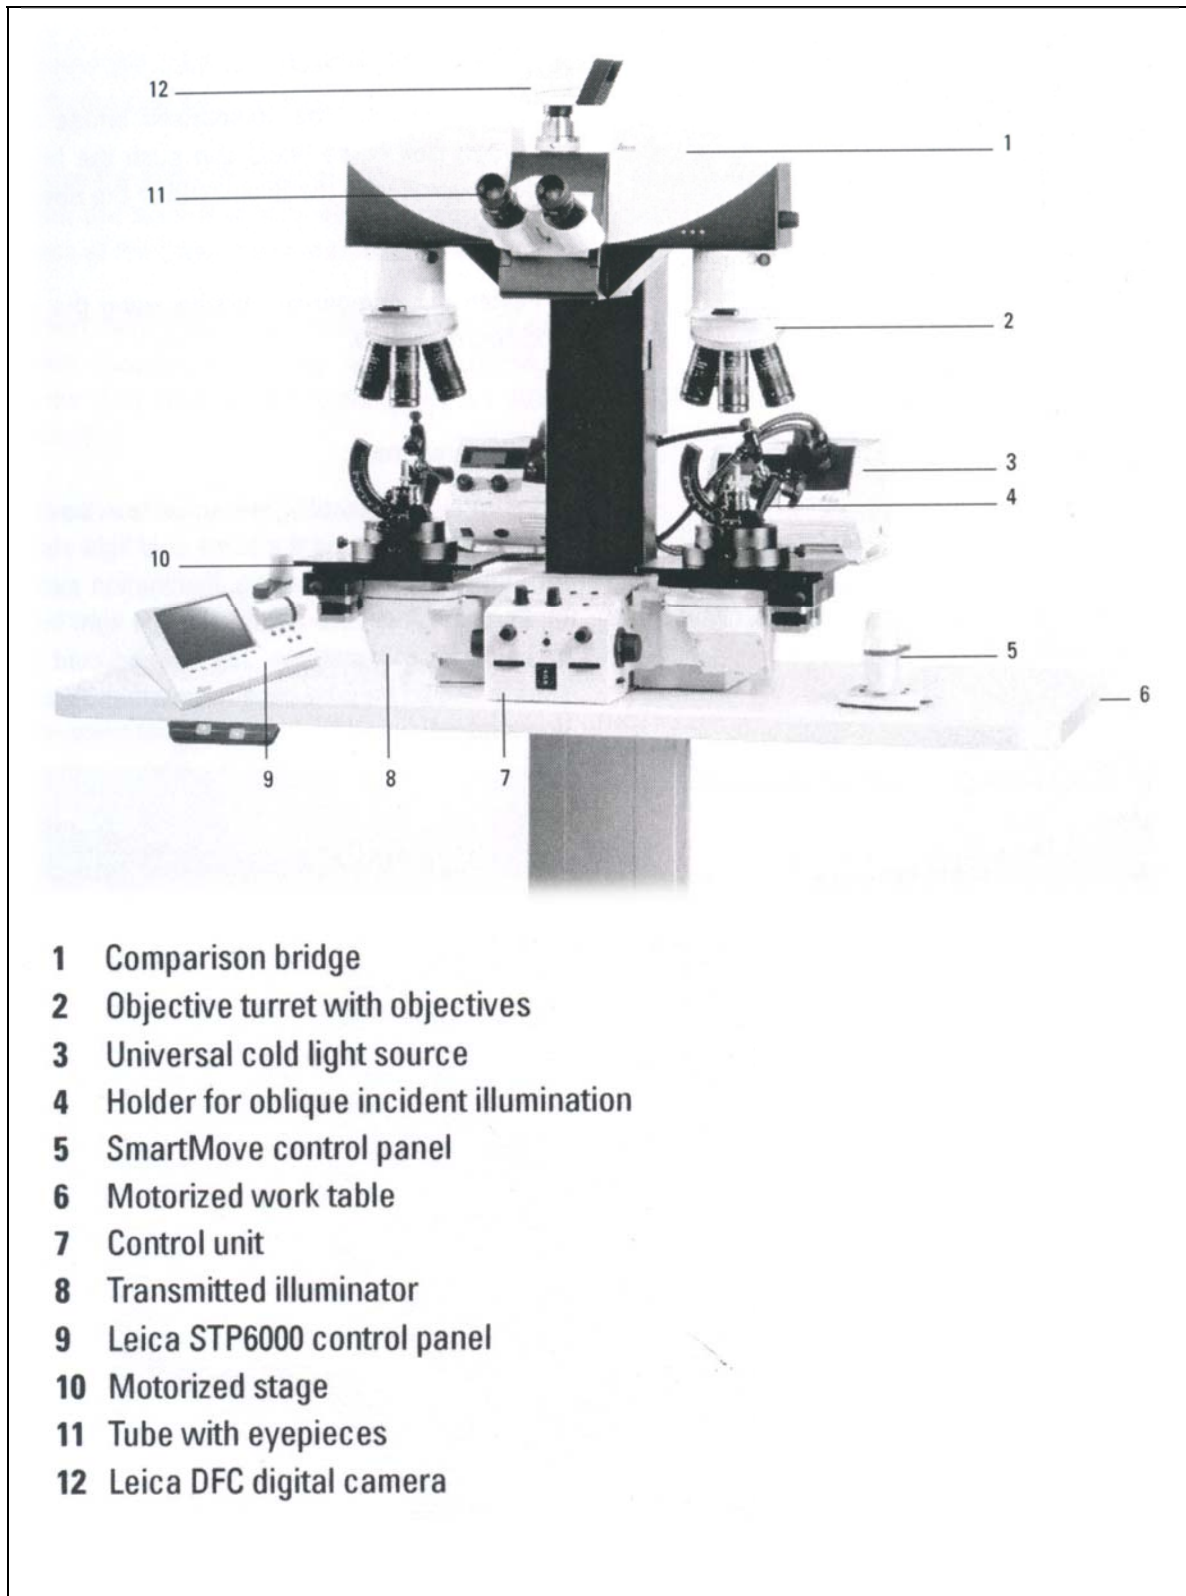 12
1
11
2
3
4
10
5
6
9
8
7
1 Comparison bridge
2 Objective turret with objectives
3 Universal cold light source
4 Holder for oblique incident illumination
5 SmartMove control panel
6 Motorized work table
7 Control unit
8 Transmitted illuminator
9 Leica STP6000 control panel
10 Motorized stage
11 Tube with eyepieces
12 Leica DFC digital camera